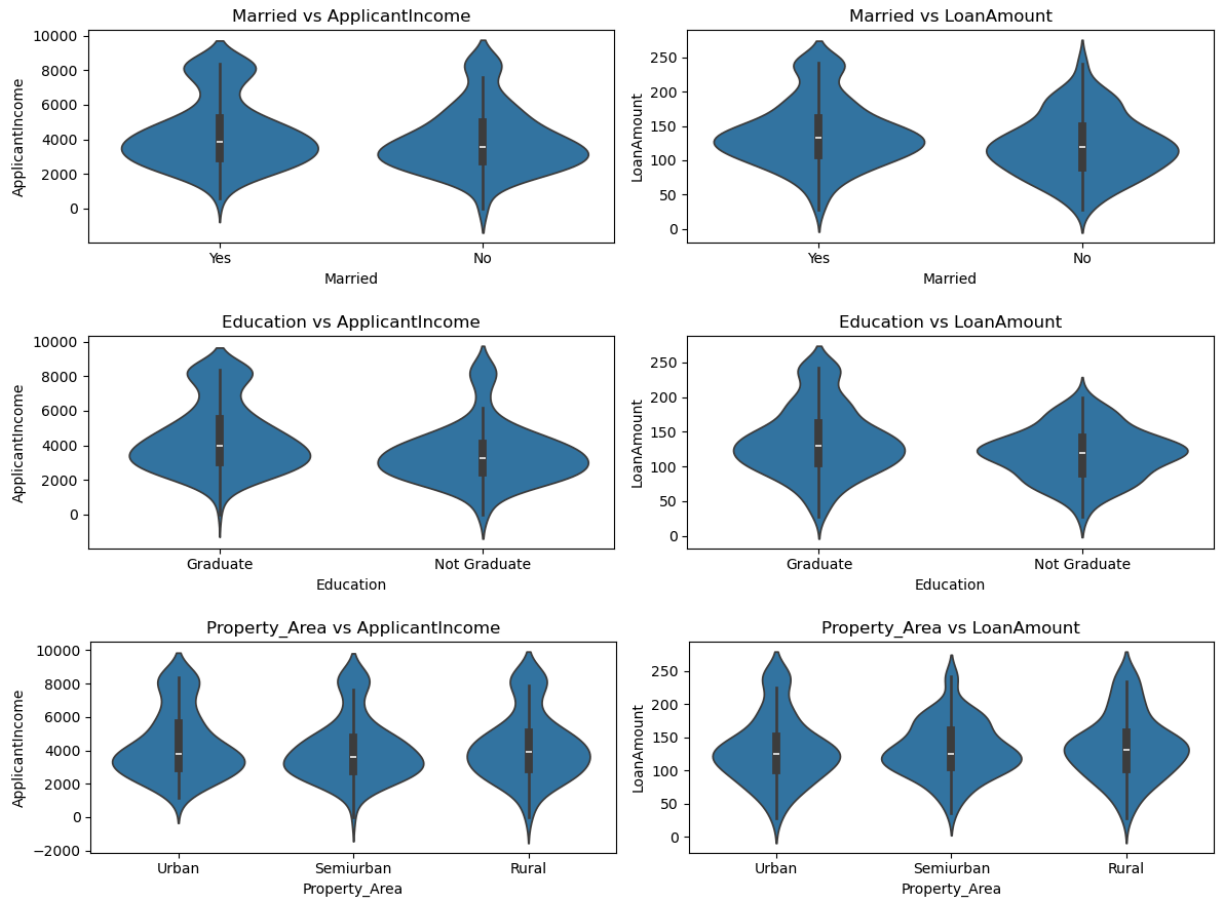 Married vs ApplicantIncome
10000
8000
6000
4000
2000
0
ApplicantIncome
Yes
No
Married
Married vs LoanAmount
250
200
150
100
50
0
LoanAmount
Yes
No
Married
Education vs ApplicantIncome
10000
8000
6000
4000
2000
0
ApplicantIncome
Graduate
Not Graduate
Education
Education vs LoanAmount
250
200
150
100
50
0
LoanAmount
Graduate
Not Graduate
Education
Property_Area vs ApplicantIncome
10000
8000
6000
4000
2000
0
−2000
ApplicantIncome
Urban
Semiurban
Rural
Property_Area
Property_Area vs LoanAmount
250
200
150
100
50
0
LoanAmount
Urban
Semiurban
Rural
Property_Area